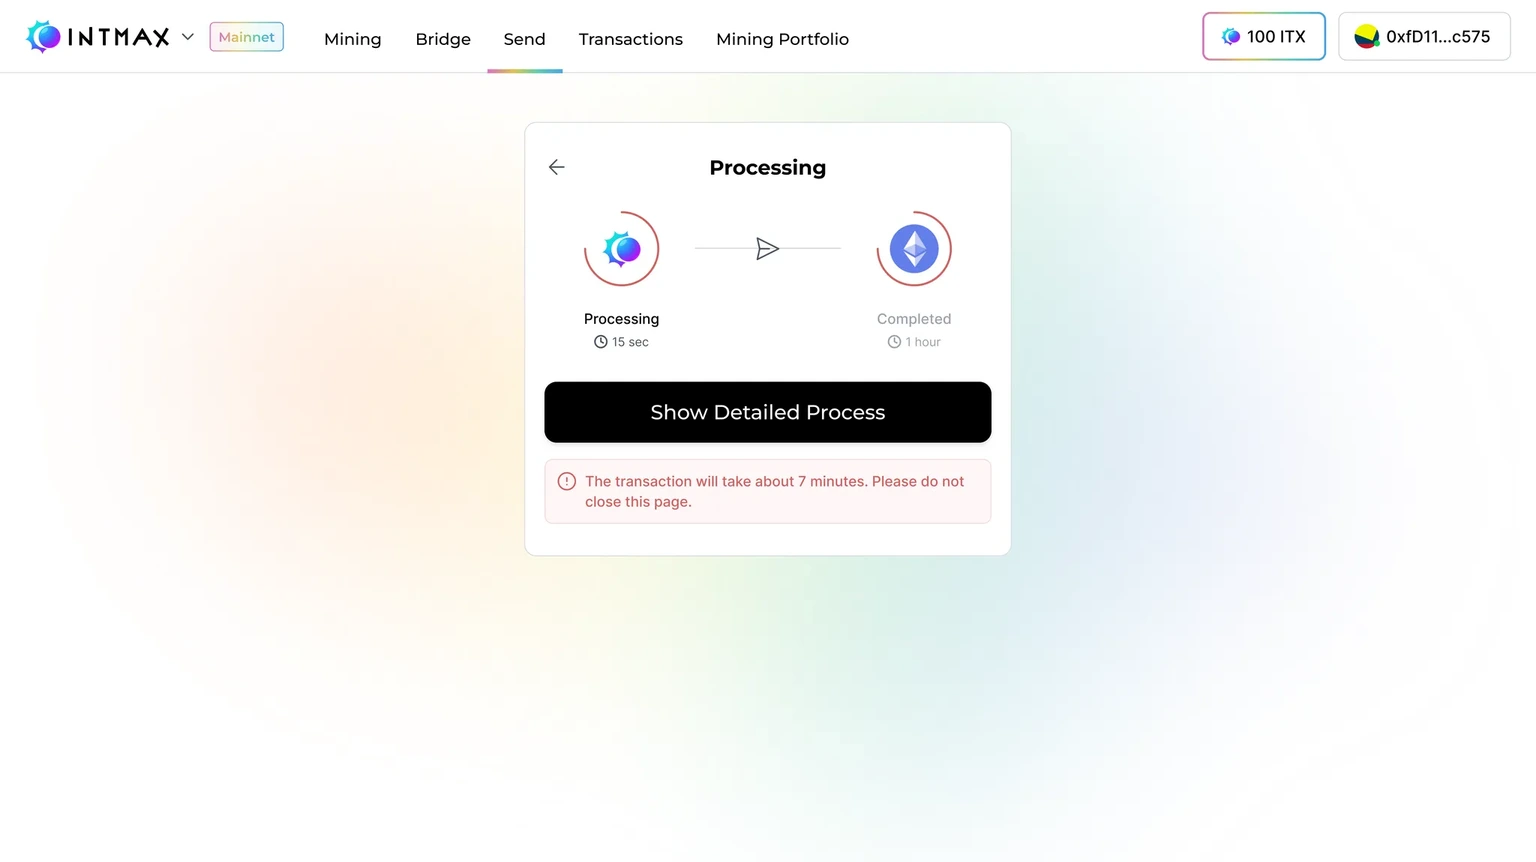 INTMAX
Mainnet
Mining
Bridge
Send
Transactions
Mining Portfolio
100 ITX
0xfD11...c575
Processing
Processing
15 sec
Completed
1 hour
Show Detailed Process
The transaction will take about 7 minutes. Please do not
close this page.